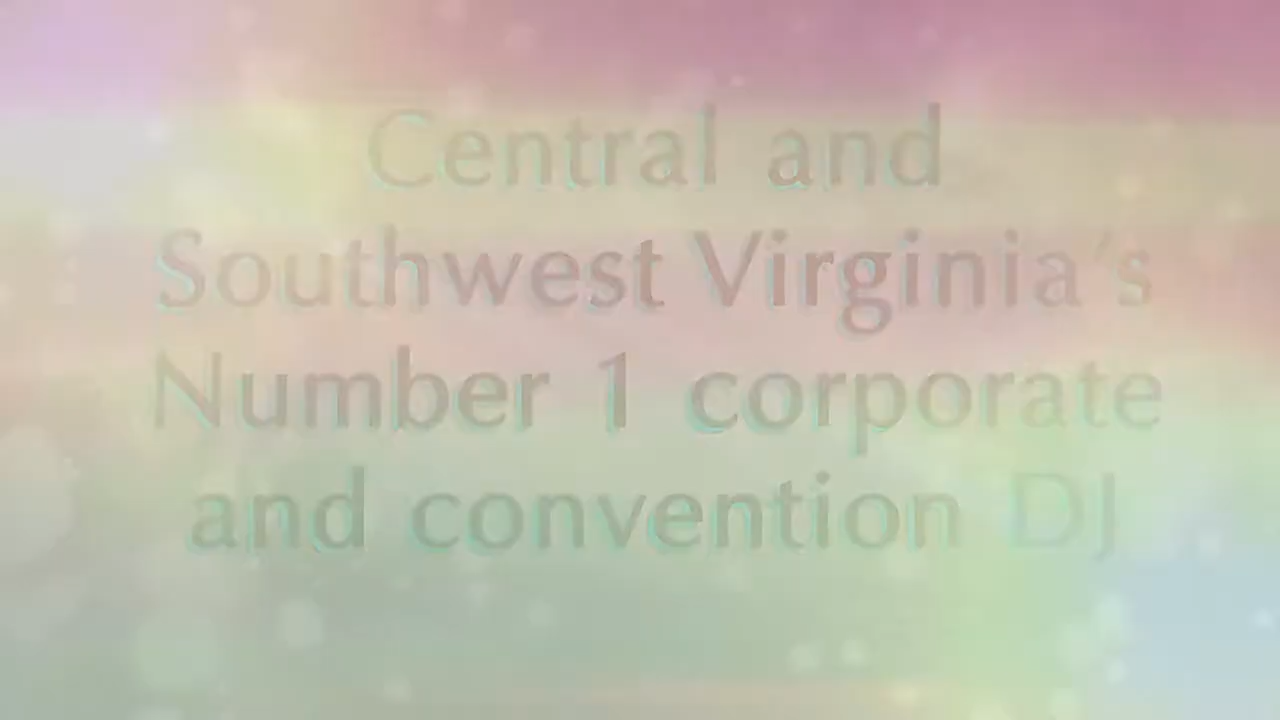 Central and
Southwest Virginia's
Number 1 corporate
and convention DJ